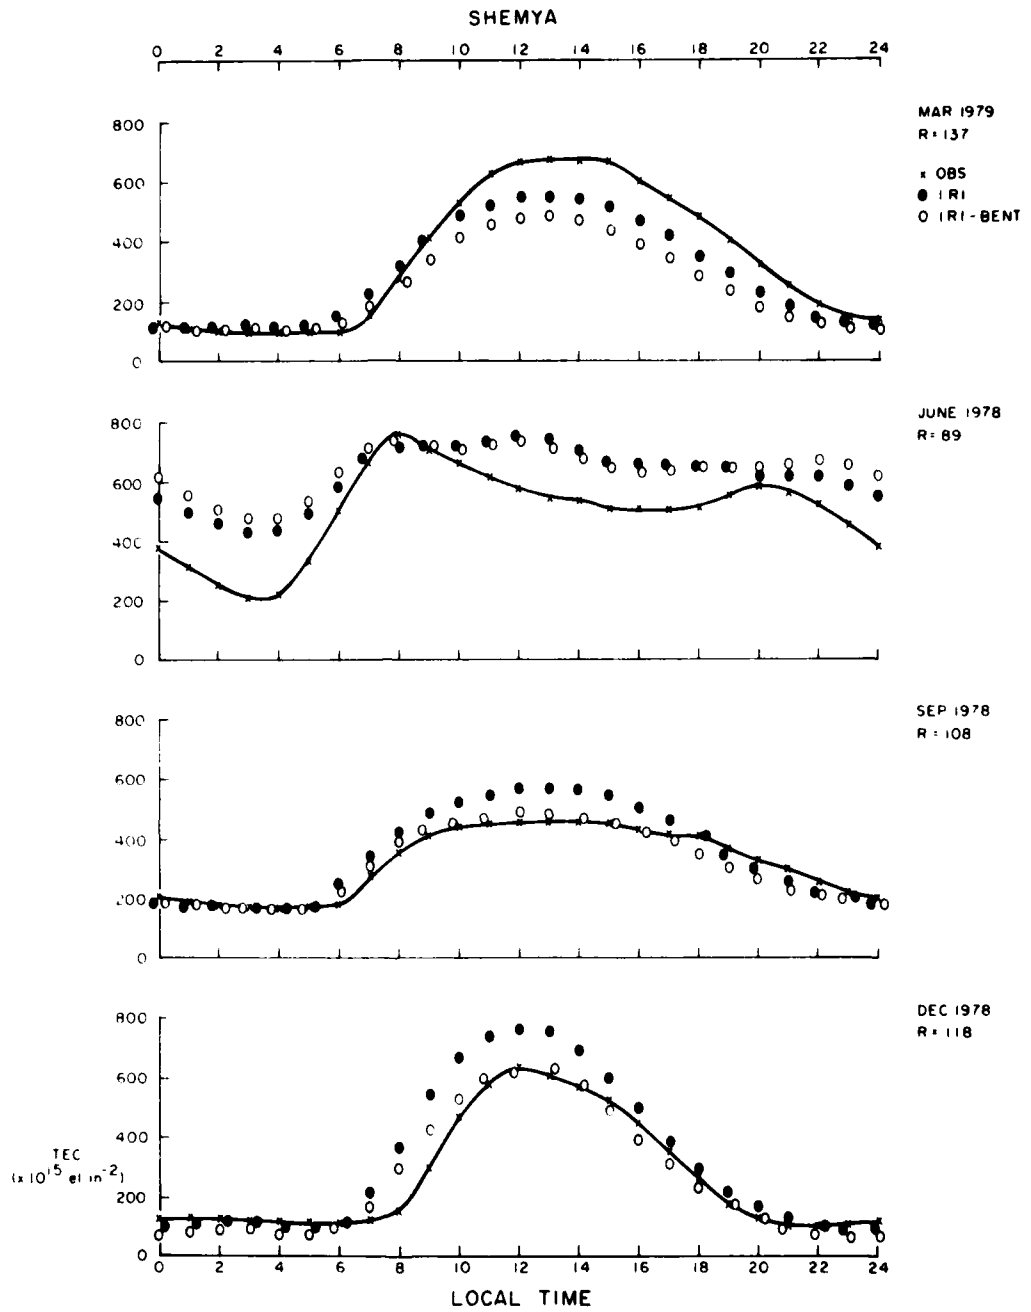 SHEMYA
0 2 4 6 8 10 12 14 16 18 20 22 24
MAR 1979
R = 137
x OBS
● IRI
O IRI-BENT
800
600
400
200
0
JUNE 1978
R = 89
800
600
400
200
0
SEP 1978
R = 108
800
600
400
200
0
DEC 1978
R = 118
800
600
400
200
0
TEC
(x 10^15 el m^-2)
0 2 4 6 8 10 12 14 16 18 20 22 24
LOCAL TIME